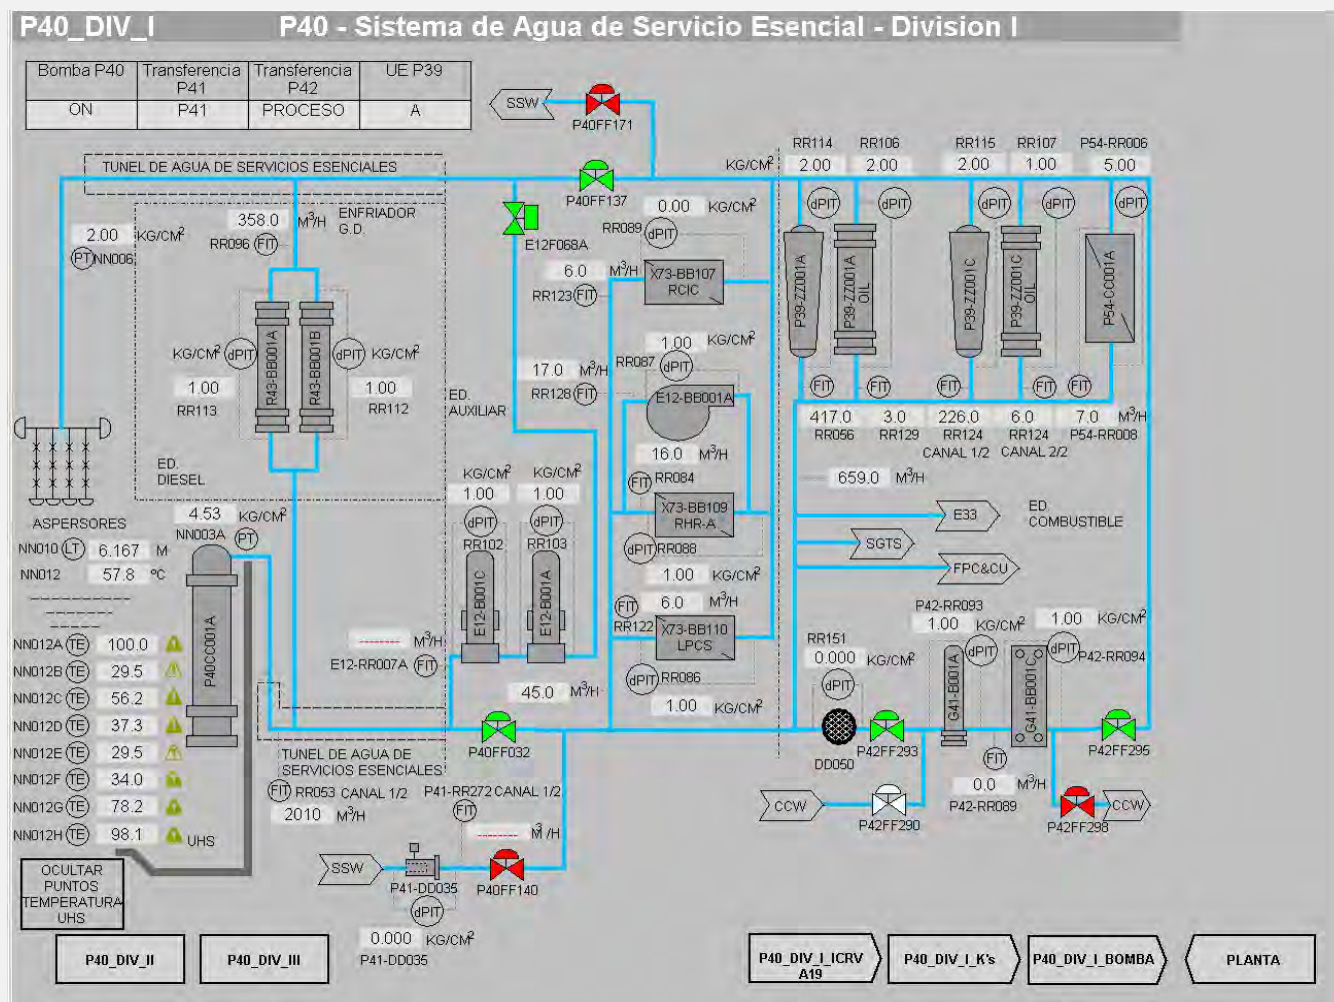 P40_DIV_I
P40 - Sistema de Agua de Servicio Esencial - Division I
Bomba P40
Transferencia P41
Transferencia P42
UE P39
ON
P41
PROCESO
A
SSW
P40FF171
TUNEL DE AGUA DE SERVICIOS ESENCIALES
P40FF137
KG/CM²
RR114
2.00
RR106
2.00
RR115
2.00
RR107
1.00
P54-RR006
5.00
dPIT
dPIT
dPIT
dPIT
dPIT
2.00 KG/CM²
PT NN006
358.0 M³/H
RR096 FIT
ENFRIADOR
G.D.
E12F068A
0.00 KG/CM²
RR089 dPIT
6.0 M³/H
RR123 FIT
X73-BB107
RCIC
P39-ZZ001A
P39-ZZ001A
OIL
P39-ZZ001C
P39-ZZ001C
OIL
P54-CC001A
KG/CM² dPIT
R43-BB001A
R43-BB001B
dPIT KG/CM²
1.00
RR113
1.00
RR112
1.00 KG/CM²
RR087 dPIT
17.0 M³/H
RR128 FIT
E12-BB001A
ED.
AUXILIAR
FIT
FIT
FIT
FIT
FIT
417.0
3.0
226.0
6.0
7.0 M³/H
RR056
RR129
RR124
CANAL 1/2
RR124
CANAL 2/2
P54-RR008
ED.
DIESEL
16.0 M³/H
FIT RR084
X73-BB109
RHR-A
dPIT RR088
1.00 KG/CM²
659.0 M³/H
E33
ED.
COMBUSTIBLE
SGTS
FPC&CU
KG/CM²
1.00
dPIT
RR102
KG/CM²
1.00
dPIT
RR103
E12-B001C
E12-B001A
ASPERSORES
4.53 KG/CM²
NN003A PT
NN010 LT 6.167 M
NN012 57.8 ºC
P40CC001A
6.0 M³/H
FIT
RR122
X73-BB110
LPCS
dPIT RR086
1.00 KG/CM²
M³/H
E12-RR007A FIT
45.0 M³/H
NN012A TE 100.0
NN012B TE 29.5
NN012C TE 56.2
NN012D TE 37.3
NN012E TE 29.5
NN012F TE 34.0
NN012G TE 78.2
NN012H TE 98.1
UHS
P42-RR093
1.00 KG/CM²
dPIT
1.00 KG/CM²
dPIT P42-RR094
RR151
0.000 KG/CM²
dPIT
G41-B001A
G41-BB001C
DD050
P42FF293
P42FF295
FIT
0.0 M³/H
P42-RR089
CCW
P42FF290
P42FF298
CCW
P40FF032
TUNEL DE AGUA DE
SERVICIOS ESENCIALES
FIT RR053 CANAL 1/2
2010 M³/H
P41-RR272 CANAL 1/2
FIT
M³/H
SSW
P41-DD035
P40FF140
dPIT
0.000 KG/CM²
P41-DD035
OCULTAR
PUNTOS
TEMPERATURA
UHS
P40_DIV_II
P40_DIV_III
P40_DIV_I_ICRV
A19
P40_DIV_I_K's
P40_DIV_I_BOMBA
PLANTA